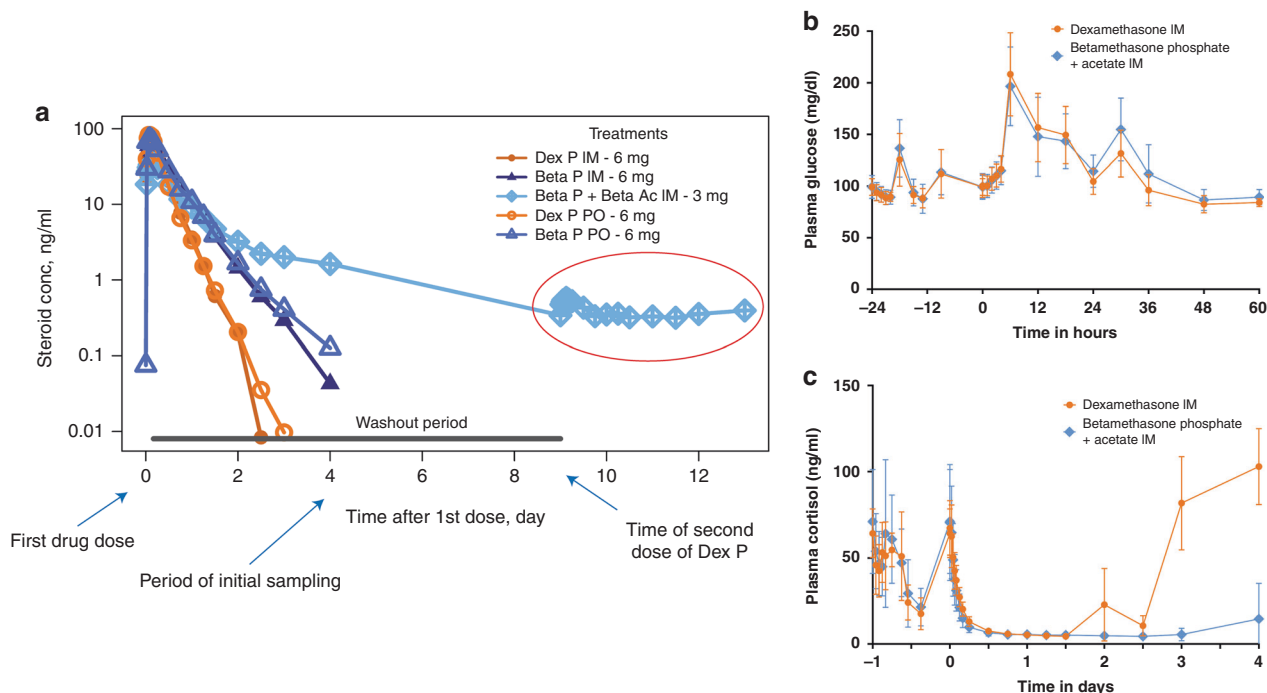 a
Steroid conc, ng/ml
100
10
1
0.1
0.01
Treatments
Dex P IM - 6 mg
Beta P IM - 6 mg
Beta P + Beta Ac IM - 3 mg
Dex P PO - 6 mg
Beta P PO - 6 mg
Washout period
0 2 4 6 8 10 12
Time after 1st dose, day
First drug dose
Period of initial sampling
Time of second
dose of Dex P
b
Plasma glucose (mg/dl)
250
200
150
100
50
0
Dexamethasone IM
Betamethasone phosphate
+ acetate IM
–24 –12 0 12 24 36 48 60
Time in hours
c
Plasma cortisol (ng/ml)
150
100
50
0
Dexamethasone IM
Betamethasone phosphate
+ acetate IM
–1 0 1 2 3 4
Time in days